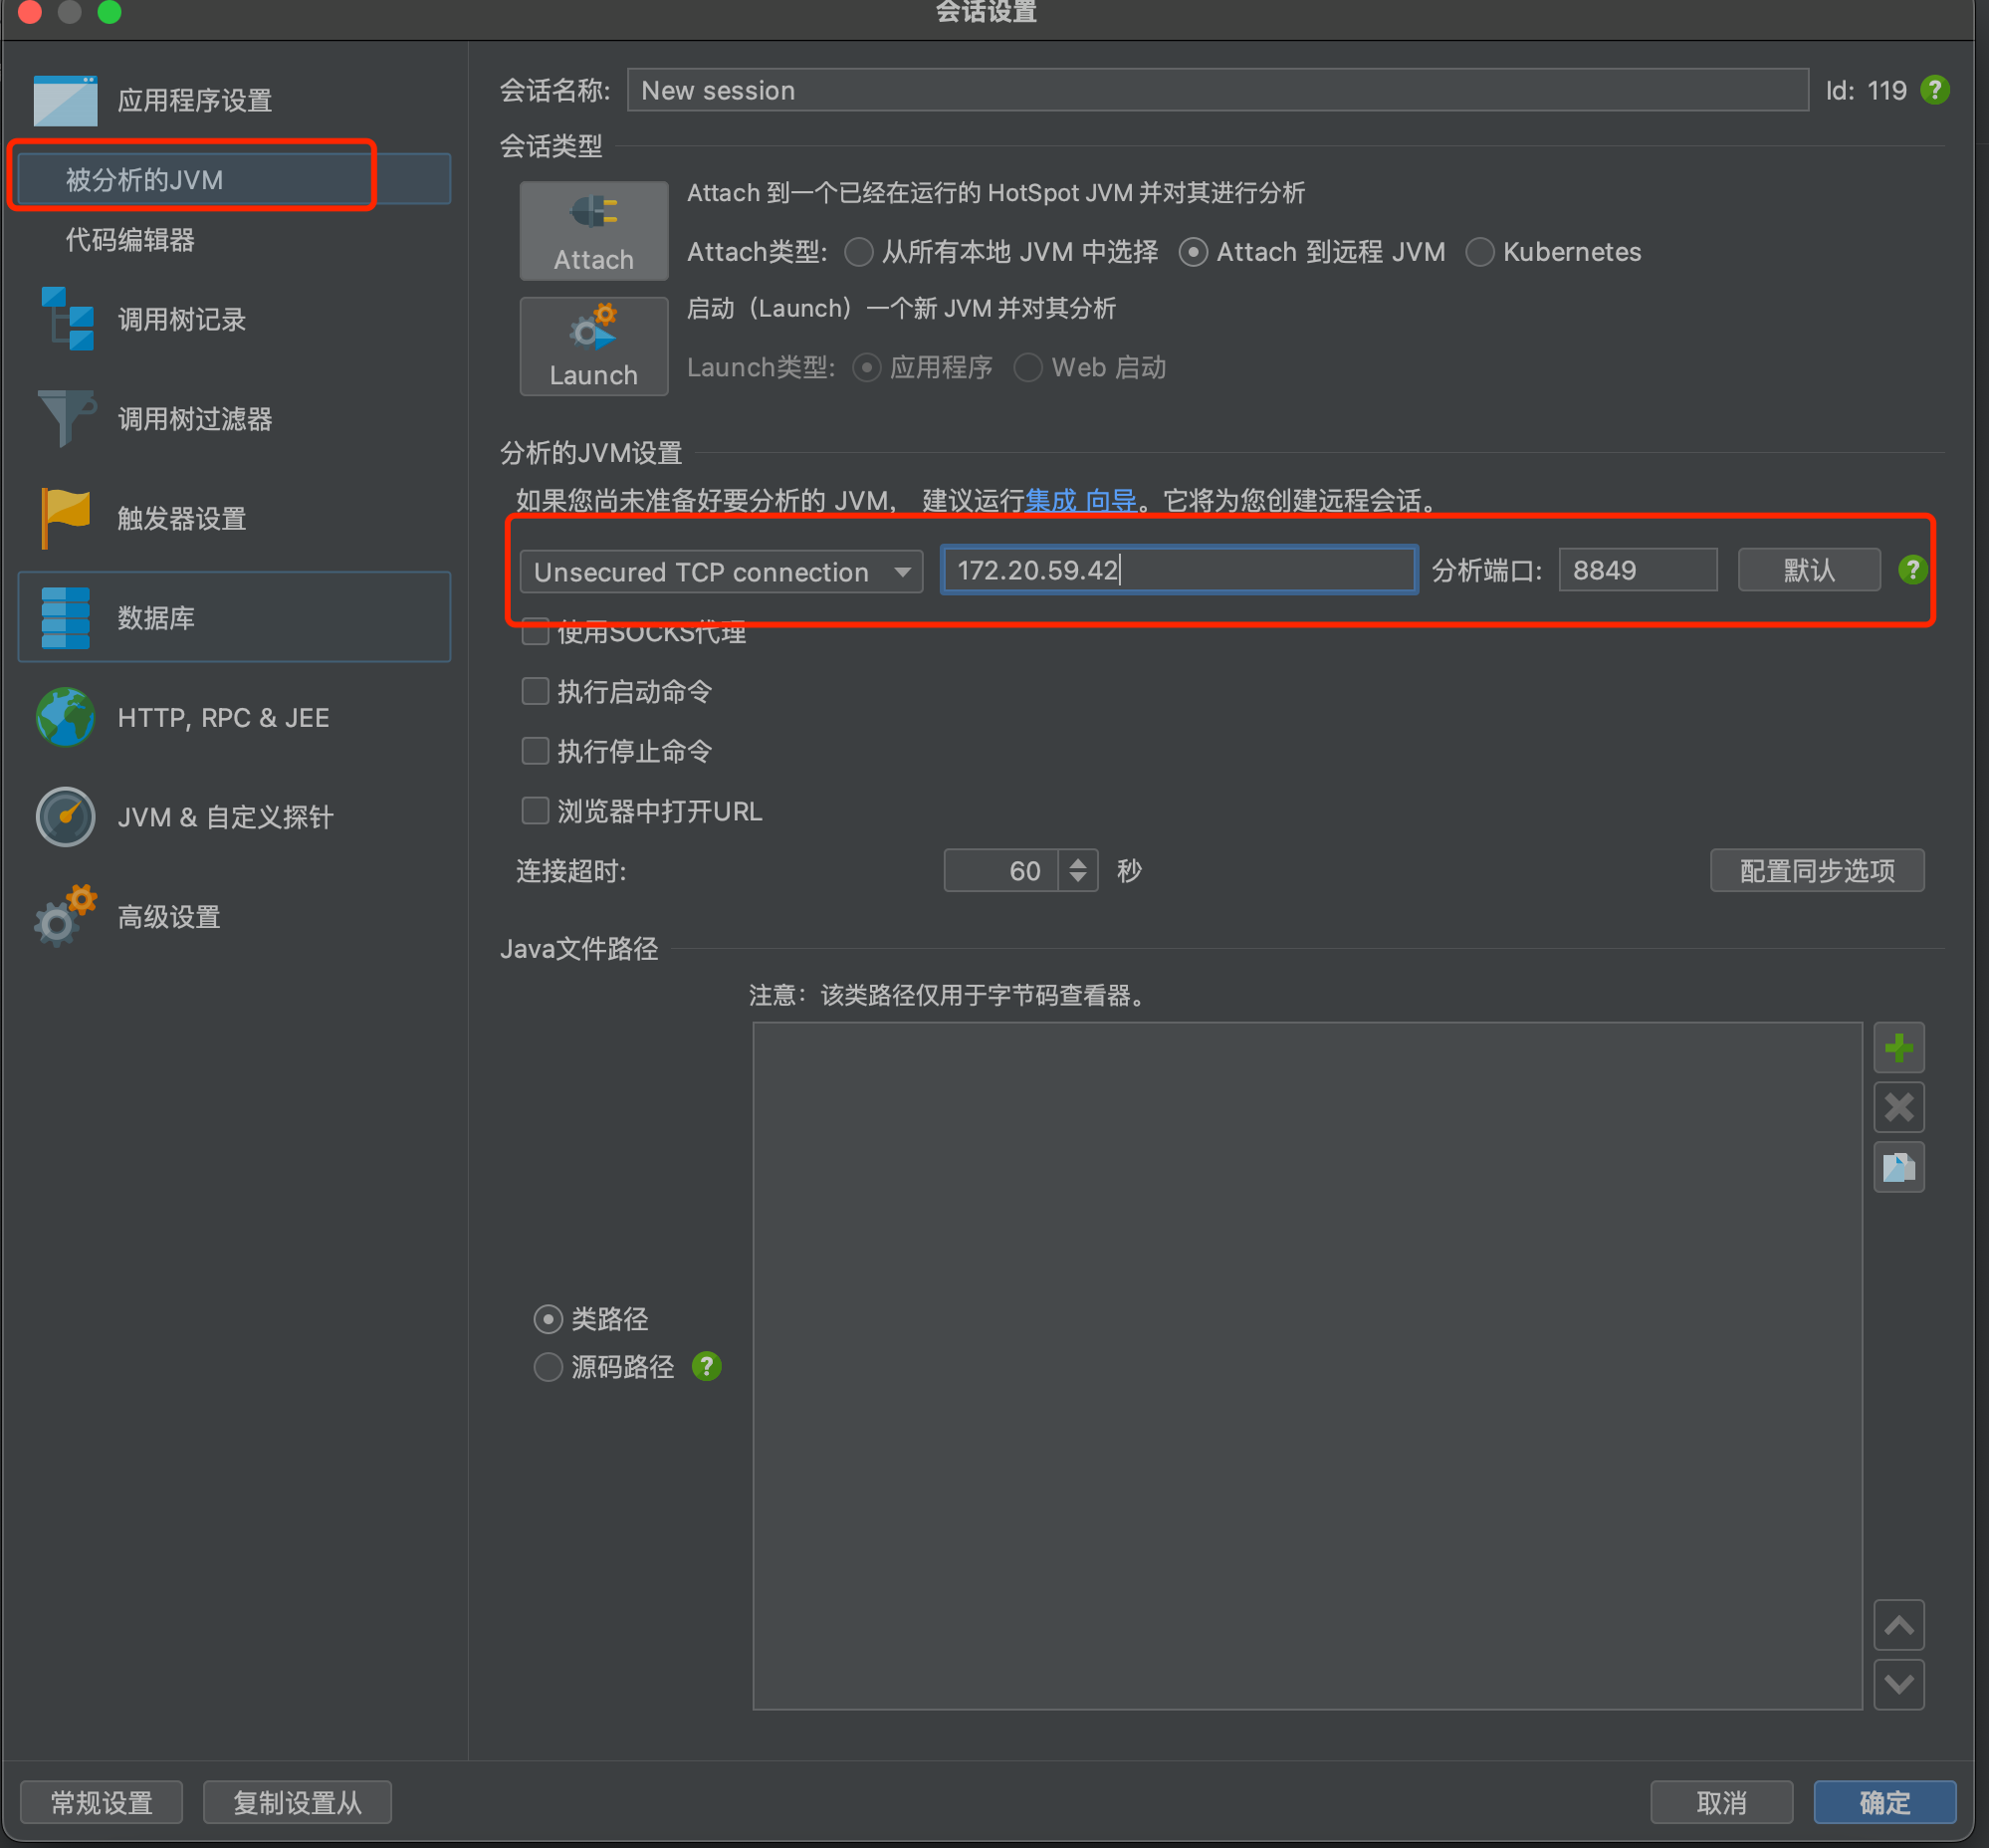 会话设置
应用程序设置
被分析的JVM
代码编辑器
调用树记录
调用树过滤器
触发器设置
数据库
HTTP, RPC & JEE
JVM & 自定义探针
高级设置
会话名称: New session Id: 119
会话类型
Attach
Attach 到一个已经在运行的 HotSpot JVM 并对其进行分析
Attach类型: 从所有本地 JVM 中选择 Attach 到远程 JVM Kubernetes
Launch
启动（Launch）一个新 JVM 并对其分析
Launch类型: 应用程序 Web 启动
分析的JVM设置
如果您尚未准备好要分析的 JVM， 建议运行集成 向导。它将为您创建远程会话。
Unsecured TCP connection 172.20.59.42 分析端口: 8849 默认
使用SOCKS代理
执行启动命令
执行停止命令
浏览器中打开URL
连接超时: 60 秒 配置同步选项
Java文件路径
注意：该类路径仅用于字节码查看器。
类路径
源码路径
常规设置 复制设置从 取消 确定